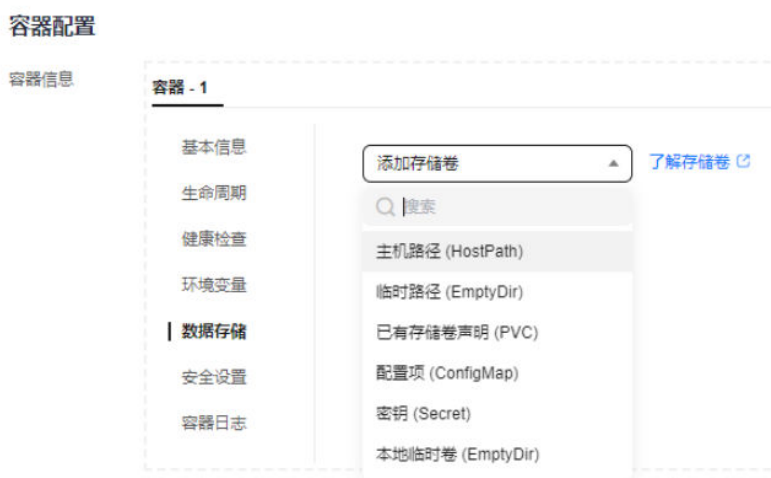 容器配置
容器信息
容器 - 1
基本信息
生命周期
健康检查
环境变量
数据存储
安全设置
容器日志
添加存储卷
了解存储卷
搜索
主机路径 (HostPath)
临时路径 (EmptyDir)
已有存储卷声明 (PVC)
配置项 (ConfigMap)
密钥 (Secret)
本地临时卷 (EmptyDir)